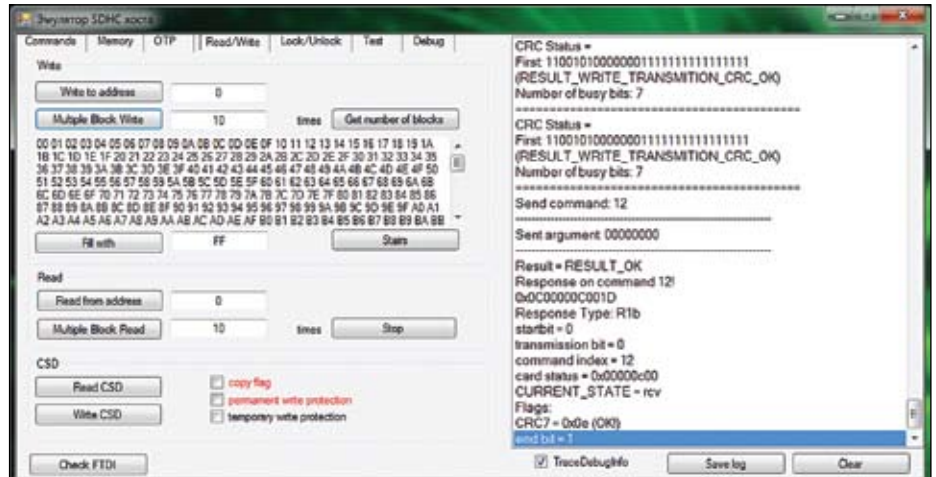 Эмулятор SDHC хоста
Commands Memory OTP Read/Write Lock/Unlock Test Debug
Write
Write to address 0
Multiple Block Write 10 times Get number of blocks
00 01 02 03 04 05 06 07 08 09 0A 0B 0C 0D 0E 0F 10 11 12 13 14 15 16 17 18 19 1A
1B 1C 1D 1E 1F 20 21 22 23 24 25 26 27 28 29 2A 2B 2C 2D 2E 2F 30 31 32 33 34 35
36 37 38 39 3A 3B 3C 3D 3E 3F 40 41 42 43 44 45 46 47 48 49 4A 4B 4C 4D 4E 4F 50
51 52 53 54 55 56 57 58 59 5A 5B 5C 5D 5E 5F 60 61 62 63 64 65 66 67 68 69 6A 6B
6C 6D 6E 6F 70 71 72 73 74 75 76 77 78 79 7A 7B 7C 7D 7E 7F 80 81 82 83 84 85 86
87 88 89 8A 8B 8C 8D 8E 8F 90 91 92 93 94 95 96 97 98 99 9A 9B 9C 9D 9E 9F A0 A1
A2 A3 A4 A5 A6 A7 A8 A9 AA AB AC AD AE AF B0 B1 B2 B3 B4 B5 B6 B7 B8 B9 BA BB
Fill with FF Stairs
Read
Read from address 0
Multiple Block Read 10 times Stop
CSD
Read CSD copy flag
permanent write protection
Write CSD temporary write protection
Check FTDI
CRC Status =
First: 11001010000000111111111111111111
(RESULT_WRITE_TRANSMITION_CRC_OK)
Number of busy bits: 7
CRC Status =
First: 11001010000000111111111111111111
(RESULT_WRITE_TRANSMITION_CRC_OK)
Number of busy bits: 7
Send command: 12
Sent argument: 00000000
Result = RESULT_OK
Response on command 12!
0x0C00000C001D
Response Type: R1b
startbit = 0
transmission bit = 0
command index = 12
card status = 0x00000c00
CURRENT_STATE = rcv
Flags:
CRC7 = 0x0e (OK!)
end bit = 1
TraceDebugInfo Save log Clear